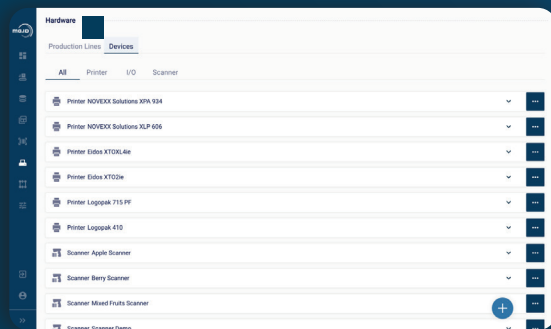 Hardware
mo.io
Production Lines Devices
All Printer I/O Scanner
Printer NOVEXX Solutions XPA 934
Printer NOVEXX Solutions XLP 606
Printer Eidos XTOXL4ie
Printer Eidos XTO2ie
Printer Logopak 715 PF
Printer Logopak 410
Scanner Apple Scanner
Scanner Berry Scanner
Scanner Mixed Fruits Scanner
Scanner Scanner Demo